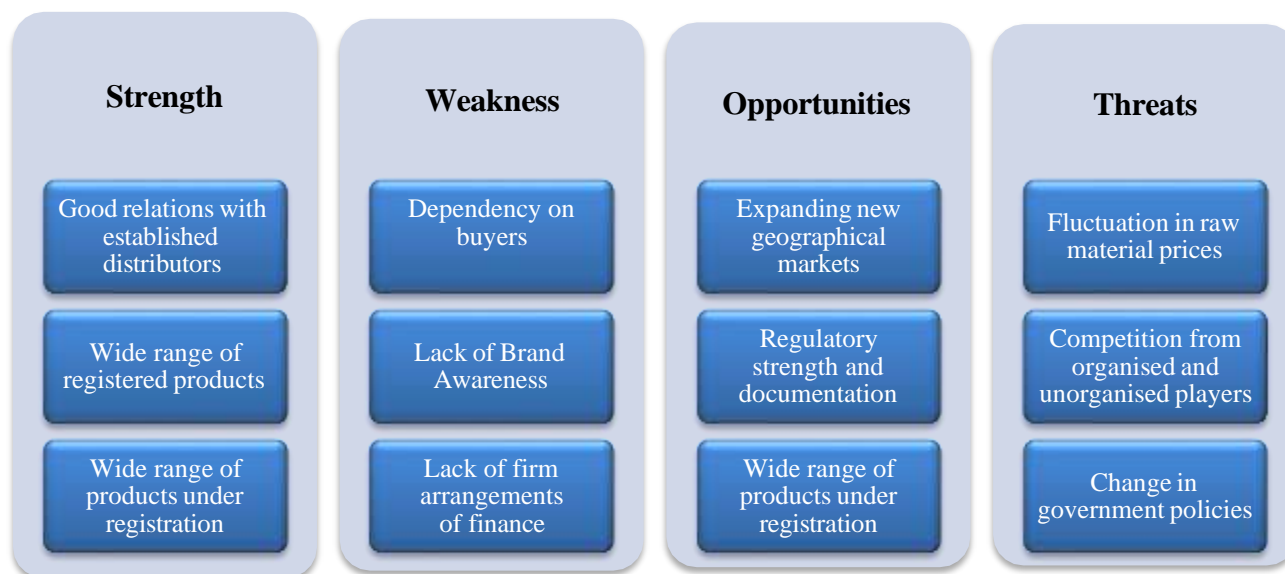 Strength
Good relations with
established
distributors
Wide range of
registered products
Wide range of
products under
registration
Weakness
Dependency on
buyers
Lack of Brand
Awareness
Lack of firm
arrangements
of finance
Opportunities
Expanding new
geographical
markets
Regulatory
strength and
documentation
Wide range of
products under
registration
Threats
Fluctuation in raw
material prices
Competition from
organised and
unorganised players
Change in
government policies